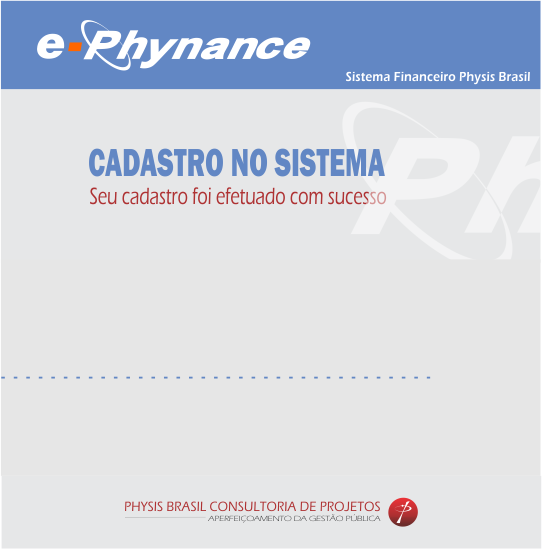 e-Phynance
Sistema Financeiro Physis Brasil
CADASTRO NO SISTEMA
Seu cadastro foi efetuado com sucesso
Ph
PHYSIS BRASIL CONSULTORIA DE PROJETOS
APERFEIÇOAMENTO DA GESTÃO PÚBLICA